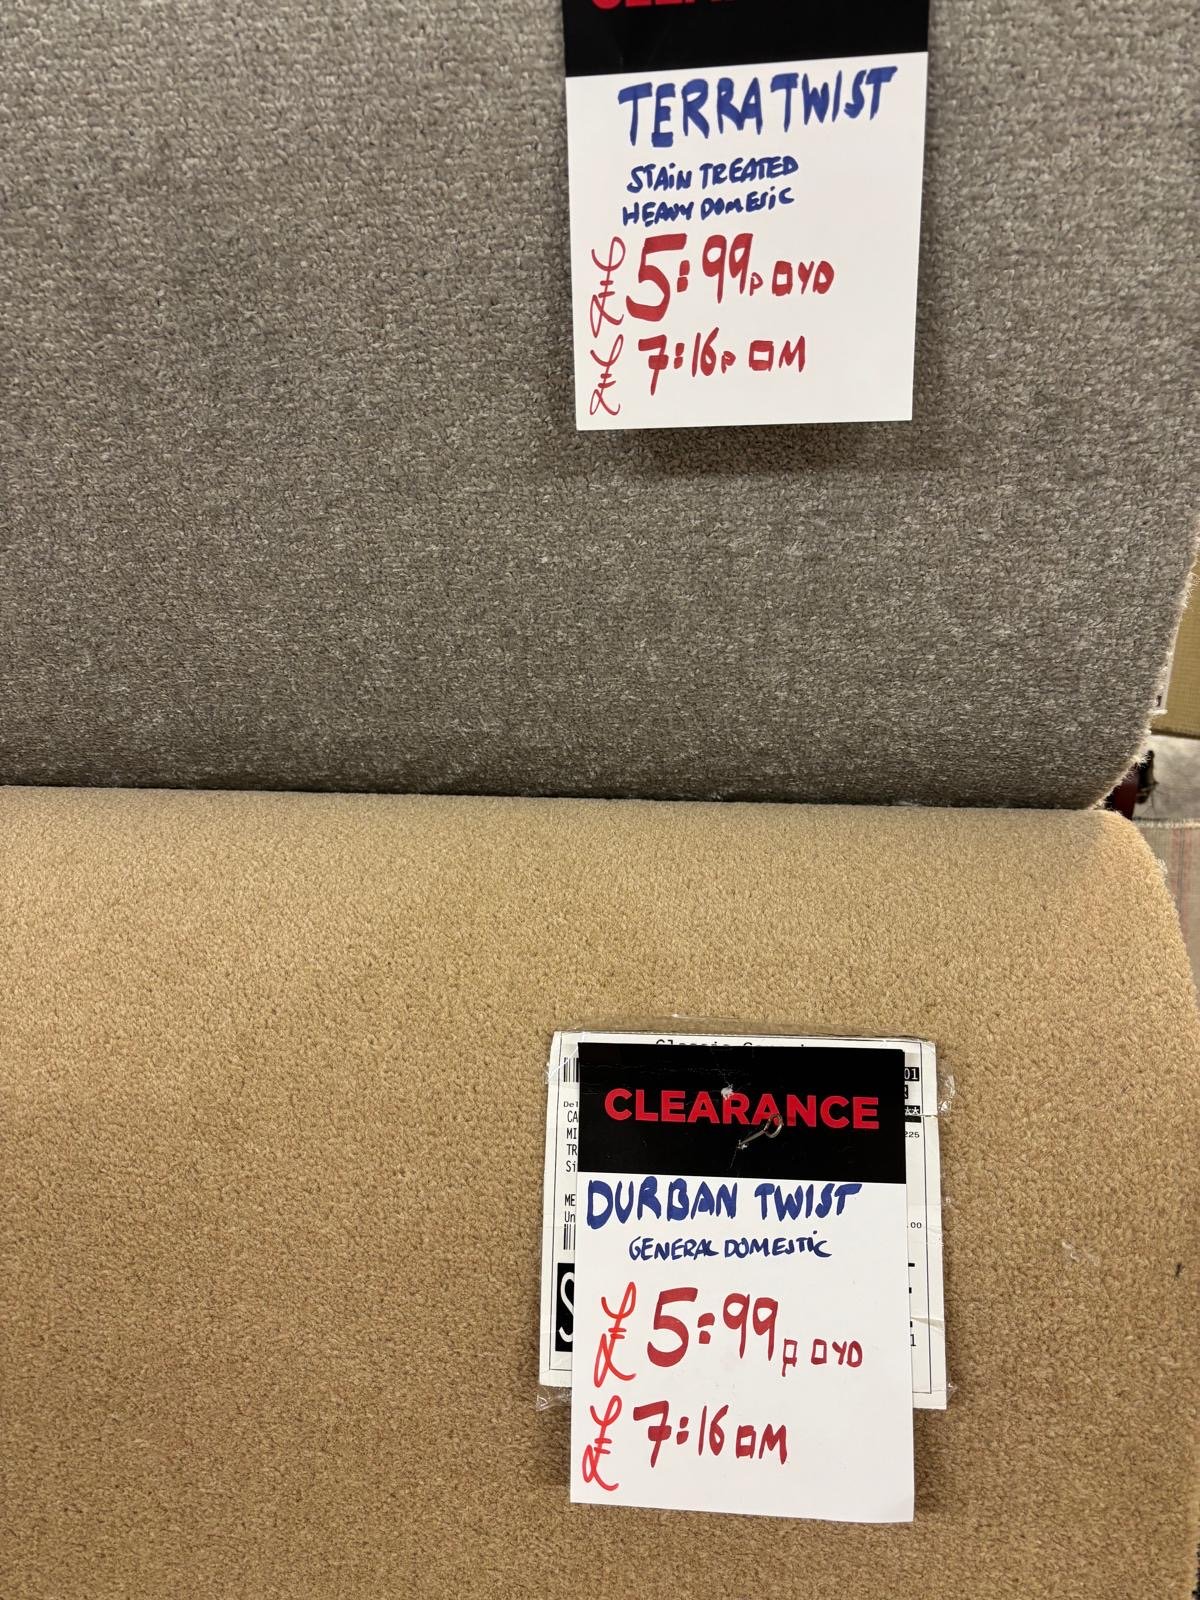 TERRA TWIST
STAIN TREATED
HEAVY DOMESIC
£5:99p □YD
£7:16p □M
CLEARANCE
DURBAN TWIST
GENERAL DOMESTIC
£5:99p □YD
£7:16 □M